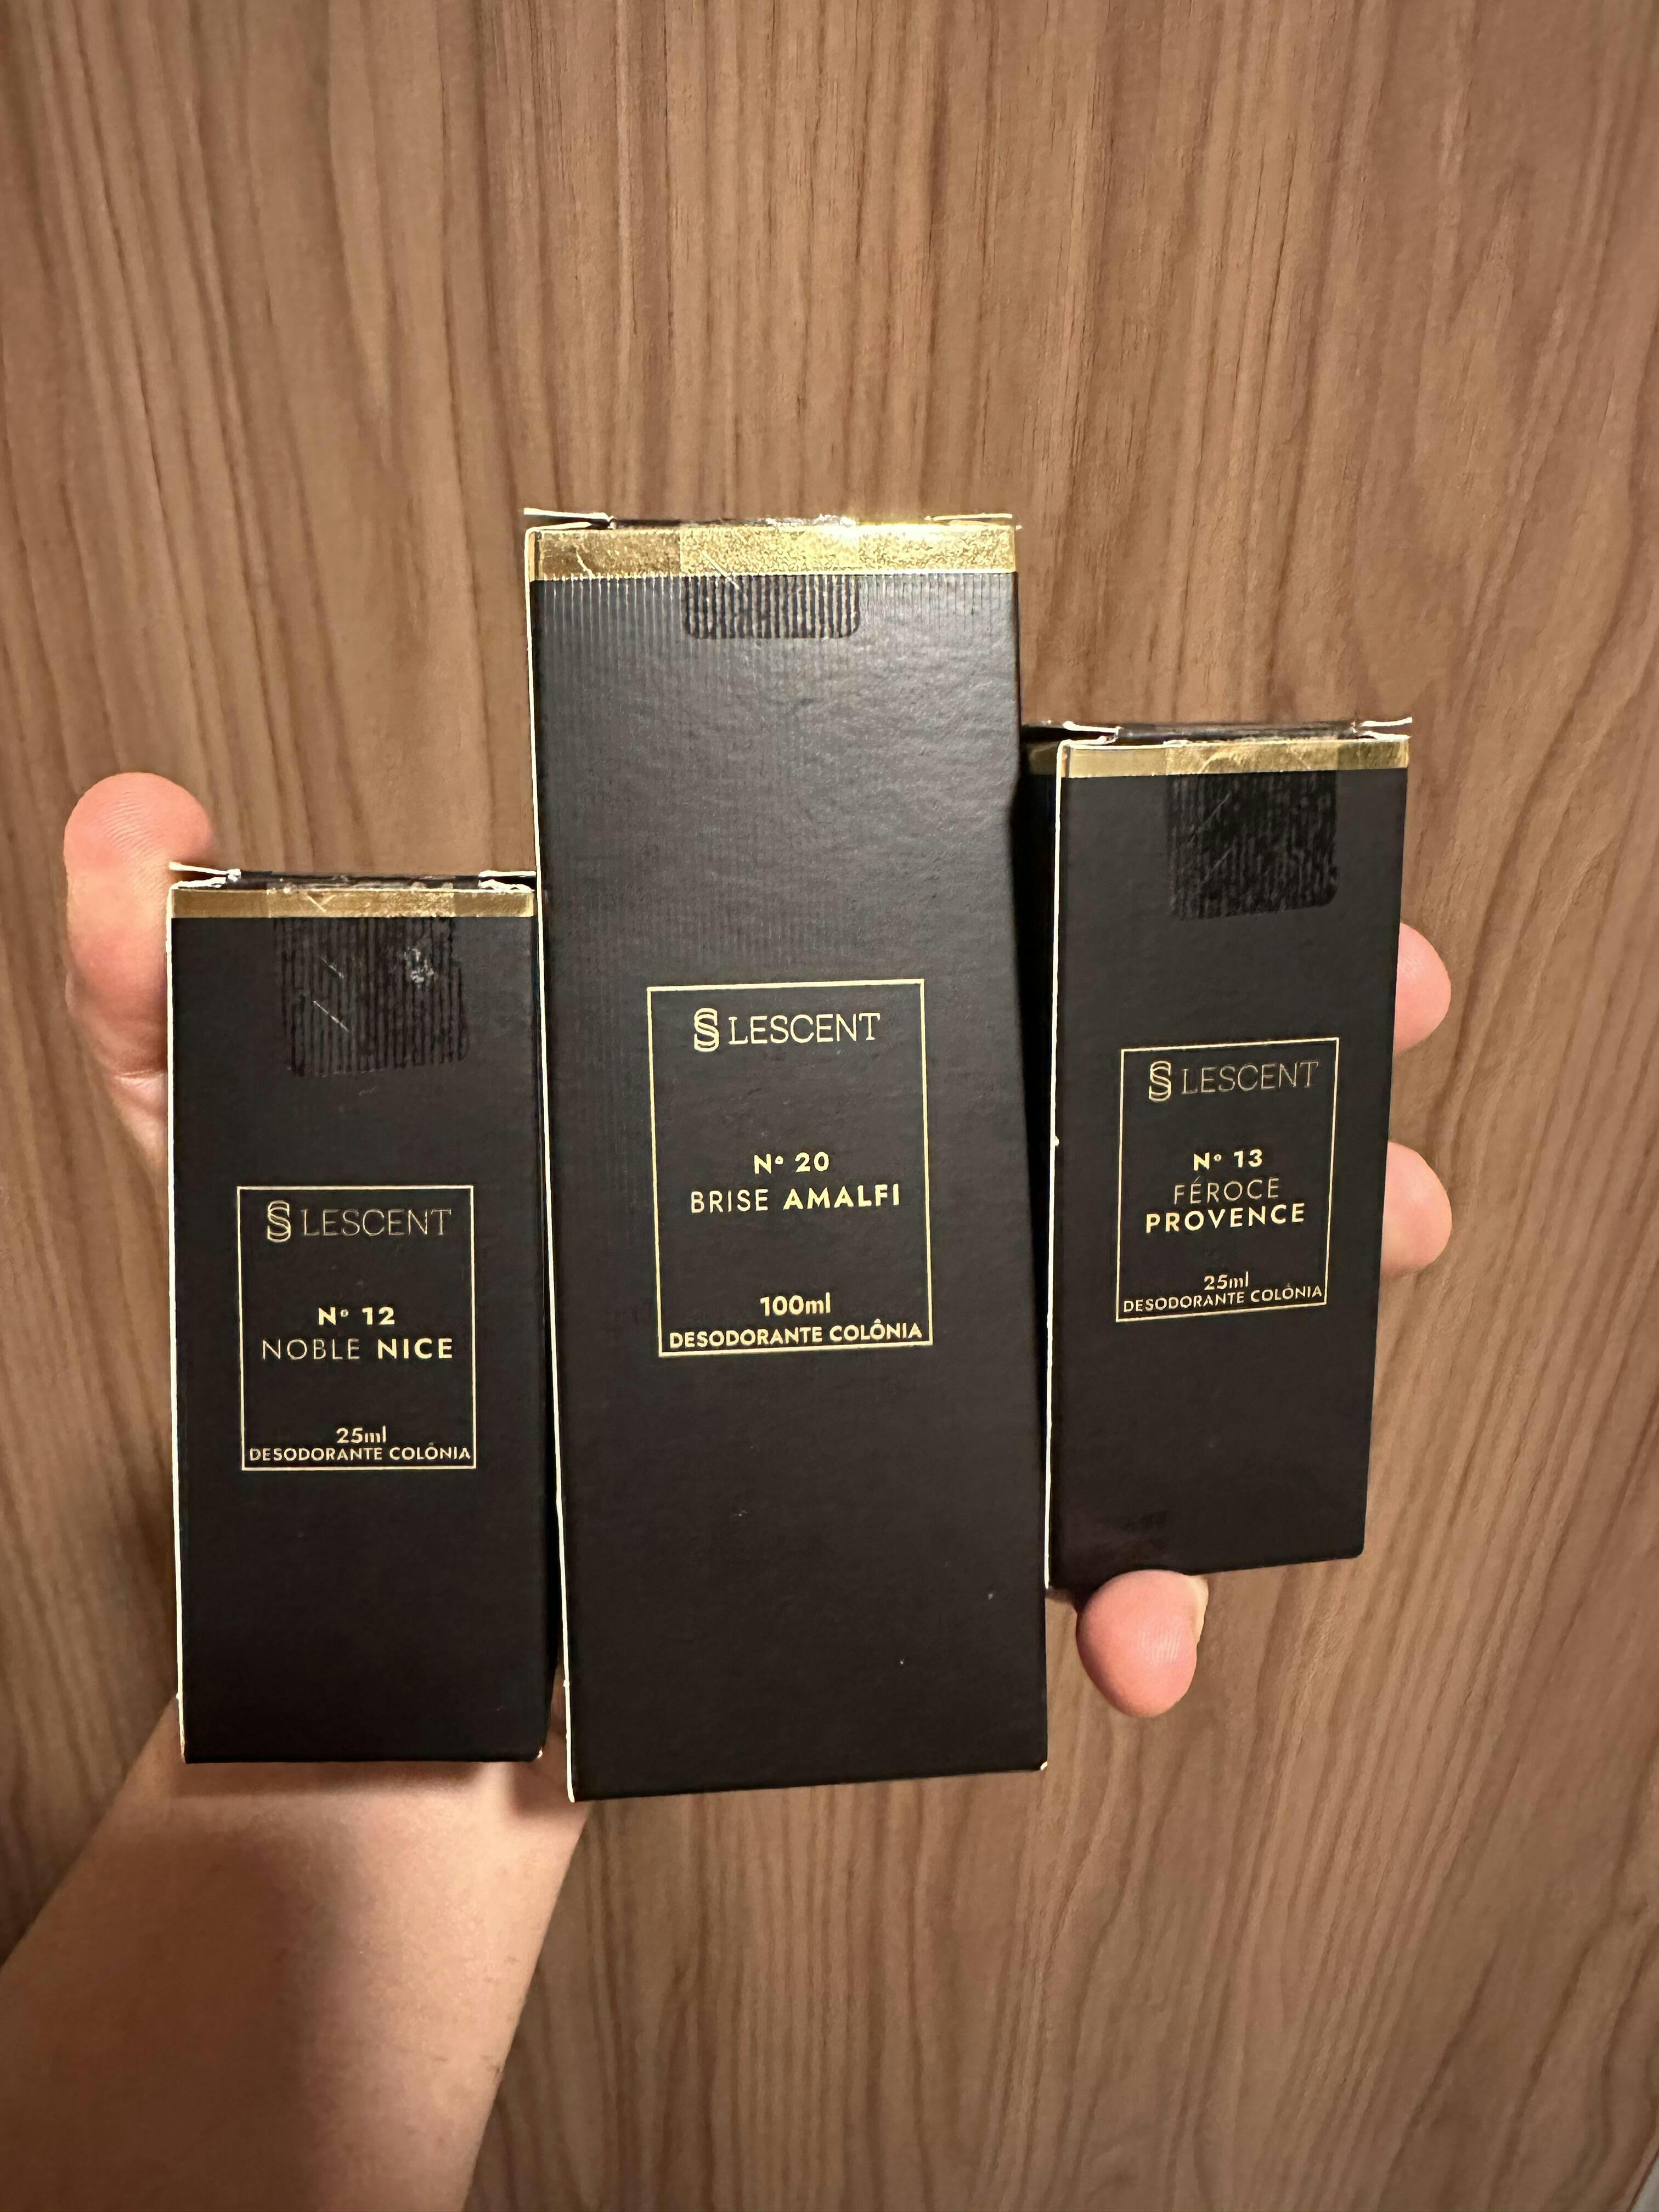 LESCENT
Nº 12
NOBLE NICE
25ml
DESODORANTE COLÔNIA
LESCENT
Nº 20
BRISE AMALFI
100ml
DESODORANTE COLÔNIA
LESCENT
Nº 13
FÉROCE
PROVENCE
25ml
DESODORANTE COLÔNIA